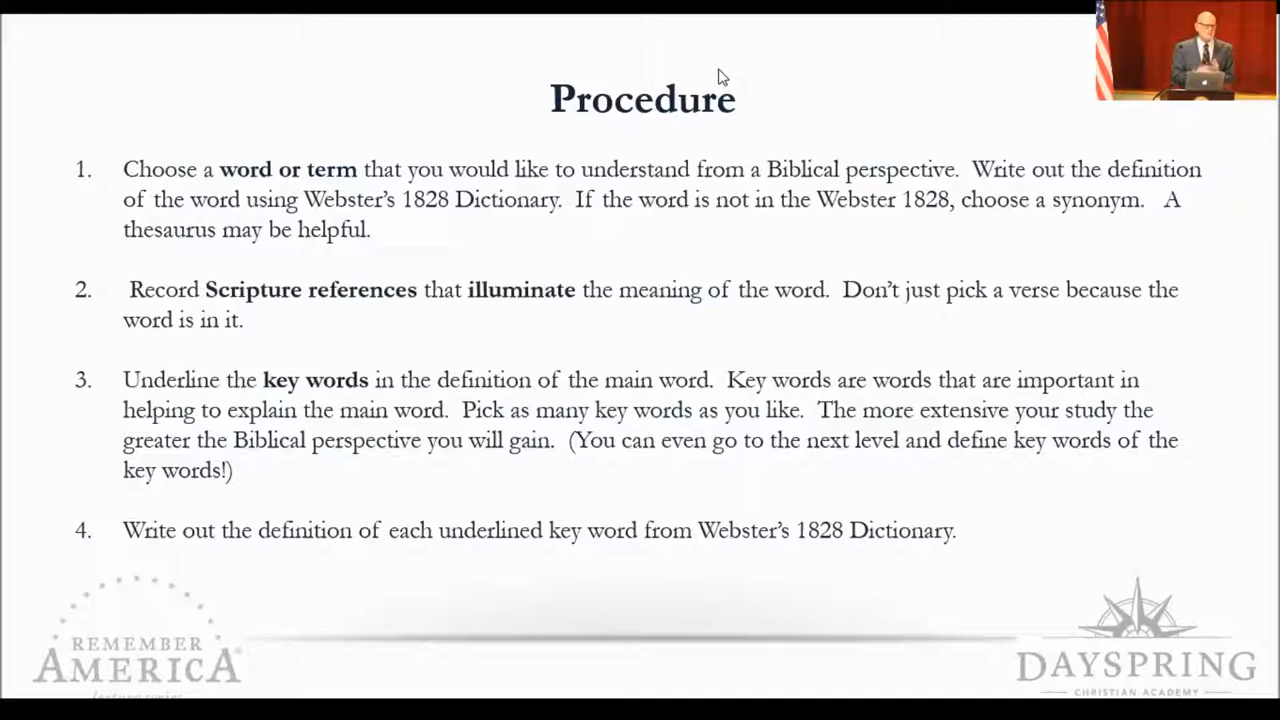 Procedure
1. Choose a word or term that you would like to understand from a Biblical perspective. Write out the definition
of the word using Webster's 1828 Dictionary. If the word is not in the Webster 1828, choose a synonym. A
thesaurus may be helpful.
2. Record Scripture references that illuminate the meaning of the word. Don't just pick a verse because the
word is in it.
3. Underline the key words in the definition of the main word. Key words are words that are important in
helping to explain the main word. Pick as many key words as you like. The more extensive your study the
greater the Biblical perspective you will gain. (You can even go to the next level and define key words of the
key words!)
4. Write out the definition of each underlined key word from Webster's 1828 Dictionary.
REMEMBER
AMERICA
lecture series
DAYSPRING
CHRISTIAN ACADEMY